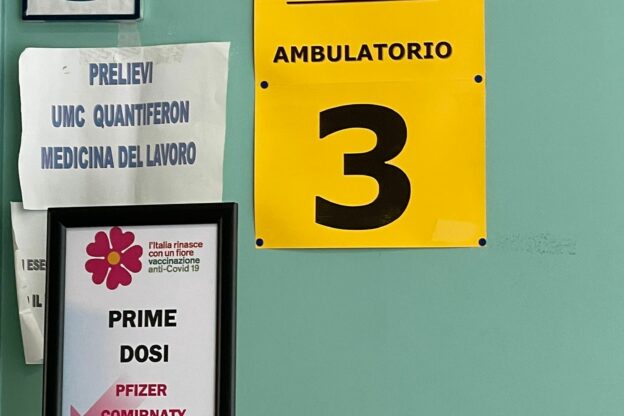 AMBULATORIO
3
PRELIEVI
UMC QUANTIFERON
MEDICINA DEL LAVORO
l'Italia rinasce
con un fiore
vaccinazione
anti-Covid 19
PRIME
DOSI
PFIZER
COMIRNATY
IL